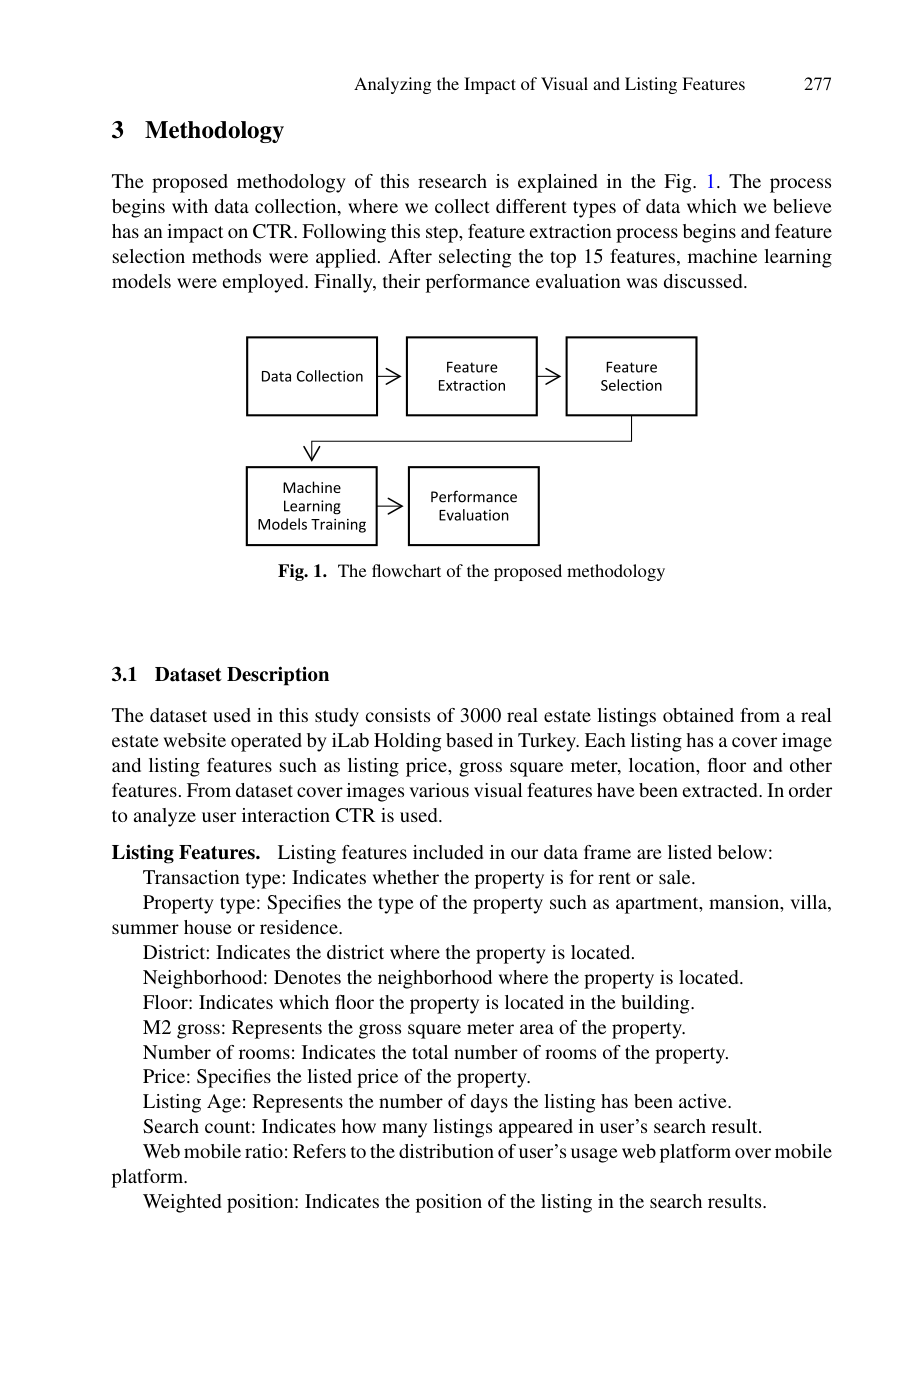 Analyzing the Impact of Visual and Listing Features 277
3 Methodology
The proposed methodology of this research is explained in the Fig. 1. The process
begins with data collection, where we collect different types of data which we believe
has an impact on CTR. Following this step, feature extraction process begins and feature
selection methods were applied. After selecting the top 15 features, machine learning
models were employed. Finally, their performance evaluation was discussed.
Data Collection
Feature
Extraction
Feature
Selection
Machine
Learning
Models Training
Performance
Evaluation
Fig. 1. The flowchart of the proposed methodology
3.1 Dataset Description
The dataset used in this study consists of 3000 real estate listings obtained from a real
estate website operated by iLab Holding based in Turkey. Each listing has a cover image
and listing features such as listing price, gross square meter, location, floor and other
features. From dataset cover images various visual features have been extracted. In order
to analyze user interaction CTR is used.
Listing Features. Listing features included in our data frame are listed below:
Transaction type: Indicates whether the property is for rent or sale.
Property type: Specifies the type of the property such as apartment, mansion, villa,
summer house or residence.
District: Indicates the district where the property is located.
Neighborhood: Denotes the neighborhood where the property is located.
Floor: Indicates which floor the property is located in the building.
M2 gross: Represents the gross square meter area of the property.
Number of rooms: Indicates the total number of rooms of the property.
Price: Specifies the listed price of the property.
Listing Age: Represents the number of days the listing has been active.
Search count: Indicates how many listings appeared in user's search result.
Web mobile ratio: Refers to the distribution of user's usage web platform over mobile
platform.
Weighted position: Indicates the position of the listing in the search results.